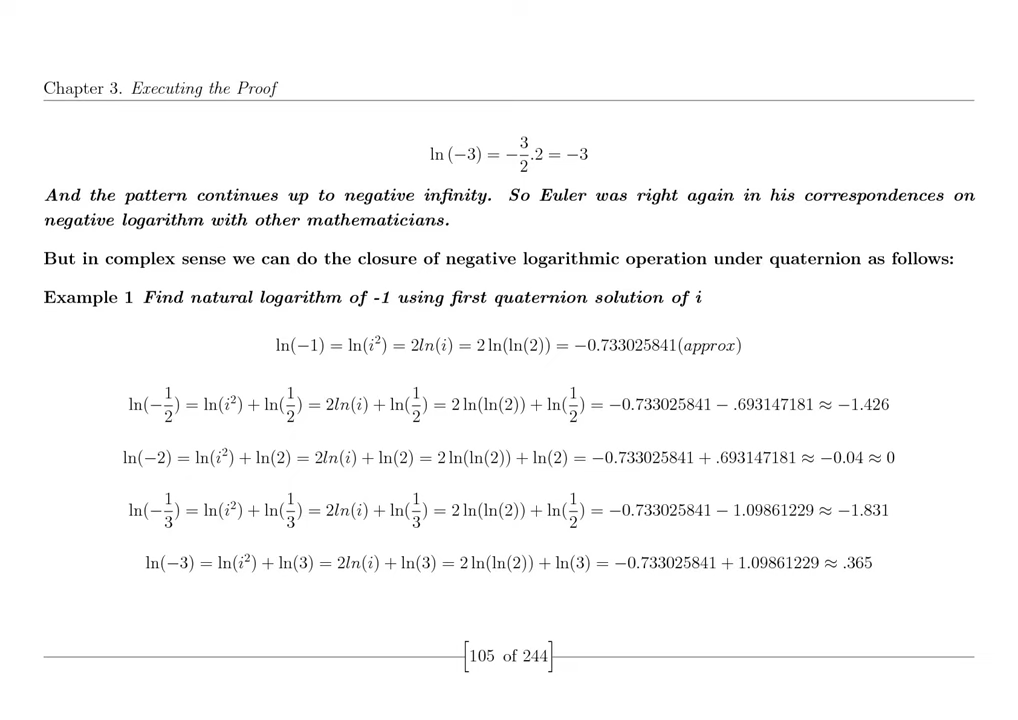 Chapter 3. Executing the Proof
ln (−3) = −3/2.2 = −3
And the pattern continues up to negative infinity. So Euler was right again in his correspondences on
negative logarithm with other mathematicians.
But in complex sense we can do the closure of negative logarithmic operation under quaternion as follows:
Example 1 Find natural logarithm of -1 using first quaternion solution of i
ln(−1) = ln(i²) = 2ln(i) = 2 ln(ln(2)) = −0.733025841(approx)
ln(−1/2) = ln(i²) + ln(1/2) = 2ln(i) + ln(1/2) = 2 ln(ln(2)) + ln(1/2) = −0.733025841 − .693147181 ≈ −1.426
ln(−2) = ln(i²) + ln(2) = 2ln(i) + ln(2) = 2 ln(ln(2)) + ln(2) = −0.733025841 + .693147181 ≈ −0.04 ≈ 0
ln(−1/3) = ln(i²) + ln(1/3) = 2ln(i) + ln(1/3) = 2 ln(ln(2)) + ln(1/2) = −0.733025841 − 1.09861229 ≈ −1.831
ln(−3) = ln(i²) + ln(3) = 2ln(i) + ln(3) = 2 ln(ln(2)) + ln(3) = −0.733025841 + 1.09861229 ≈ .365
[105 of 244]